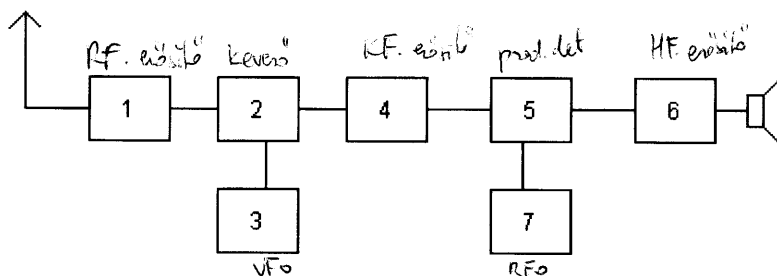 RF. erősítő keverő KF. erősítő prod. det HF. erősítő
1 2 4 5 6
3 7
VFO BFO